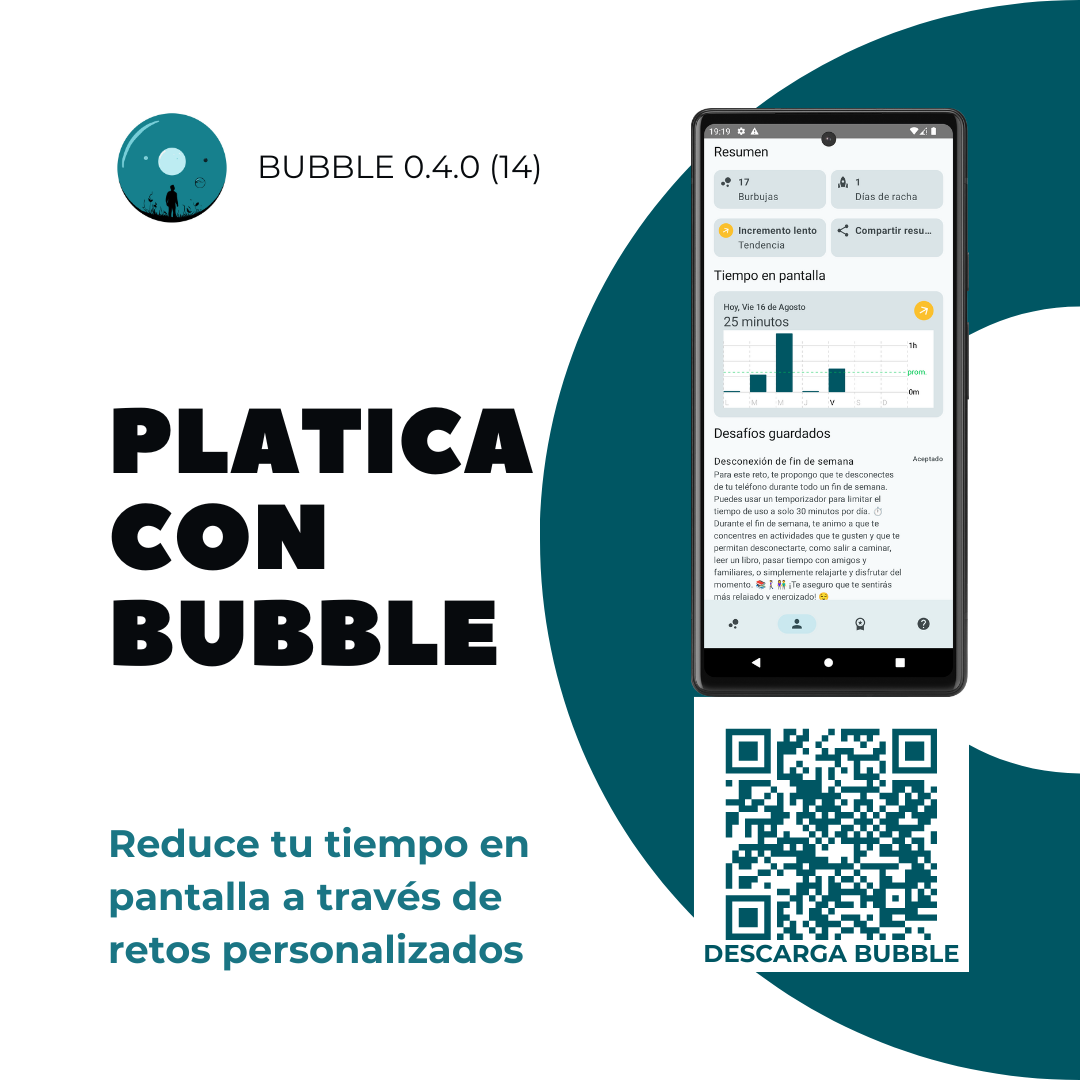 BUBBLE 0.4.0 (14)
PLATICA
CON
BUBBLE
Reduce tu tiempo en
pantalla a través de
retos personalizados
19:19
Resumen
17
Burbujas
1
Días de racha
Incremento lento
Tendencia
Compartir resu...
Tiempo en pantalla
Hoy, Vie 16 de Agosto
25 minutos
1h
prom.
0m
L M M J V S D
Desafíos guardados
Desconexión de fin de semana
Aceptado
Para este reto, te propongo que te desconectes
de tu teléfono durante todo un fin de semana.
Puedes usar un temporizador para limitar el
tiempo de uso a solo 30 minutos por día. ⏱️
Durante el fin de semana, te animo a que te
concentres en actividades que te gusten y que te
permitan desconectarte, como salir a caminar,
leer un libro, pasar tiempo con amigos y
familiares, o simplemente relajarte y disfrutar del
momento. 📚🚶👫 ¡Te aseguro que te sentirás
más relajado y energizado! 😌
DESCARGA BUBBLE